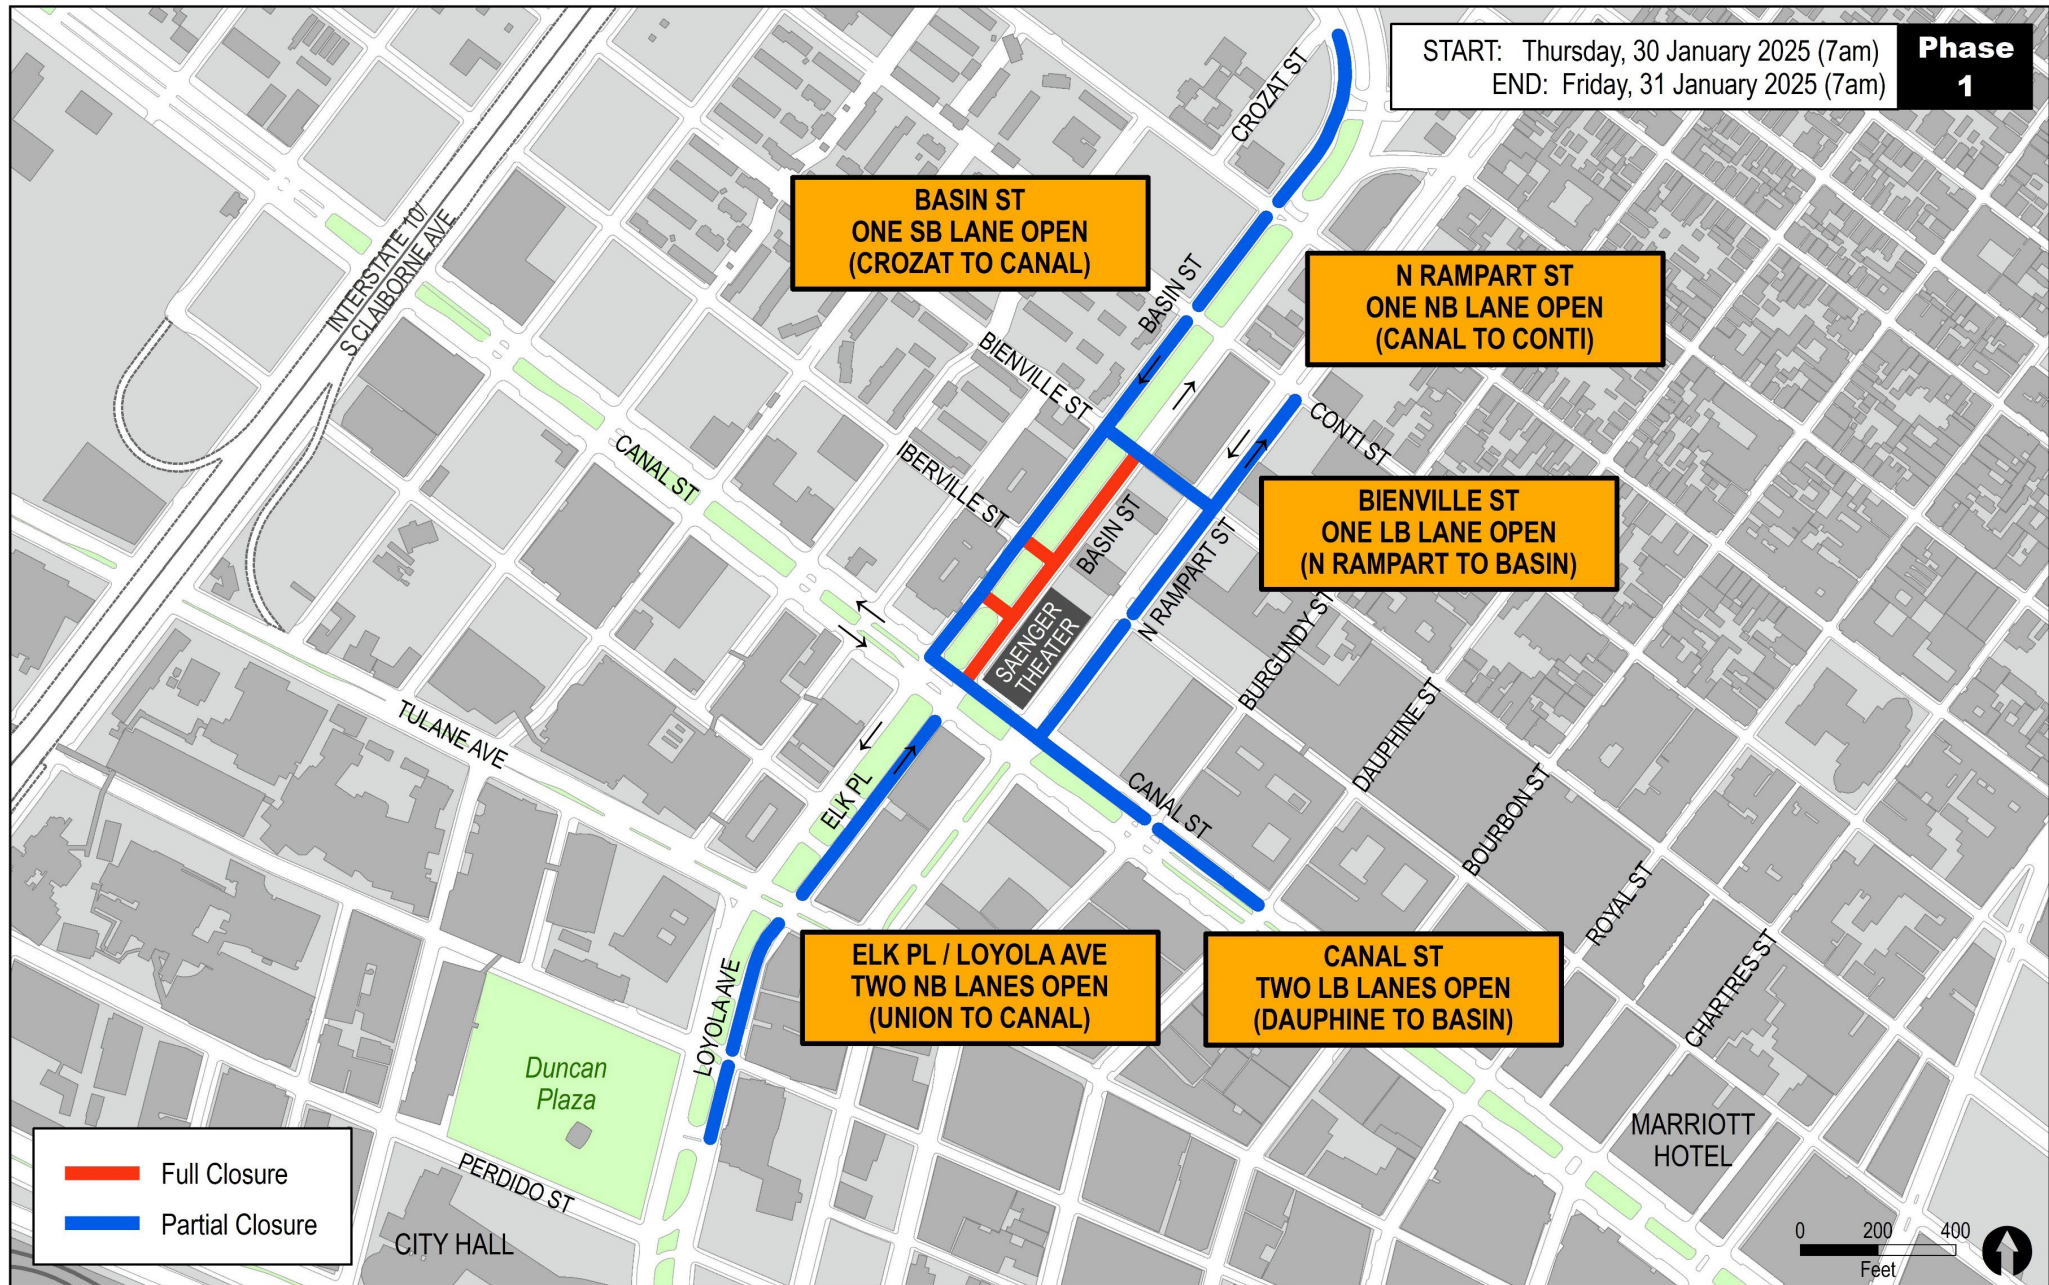 START: Thursday, 30 January 2025 (7am)
END: Friday, 31 January 2025 (7am)
Phase
1
CROZAT ST
BASIN ST
ONE SB LANE OPEN
(CROZAT TO CANAL)
INTERSTATE 10/
S CLAIBORNE AVE
BASIN ST
N RAMPART ST
ONE NB LANE OPEN
(CANAL TO CONTI)
BIENVILLE ST
CONTI ST
CANAL ST
IBERVILLE ST
BASIN ST
BIENVILLE ST
ONE LB LANE OPEN
(N RAMPART TO BASIN)
N RAMPART ST
SAENGER
THEATER
BURGUNDY ST
DAUPHINE ST
TULANE AVE
ELK PL
CANAL ST
BOURBON ST
ROYAL ST
CHARTRES ST
ELK PL / LOYOLA AVE
TWO NB LANES OPEN
(UNION TO CANAL)
CANAL ST
TWO LB LANES OPEN
(DAUPHINE TO BASIN)
LOYOLA AVE
Duncan
Plaza
MARRIOTT
HOTEL
Full Closure
Partial Closure
PERDIDO ST
CITY HALL
0 200 400
Feet